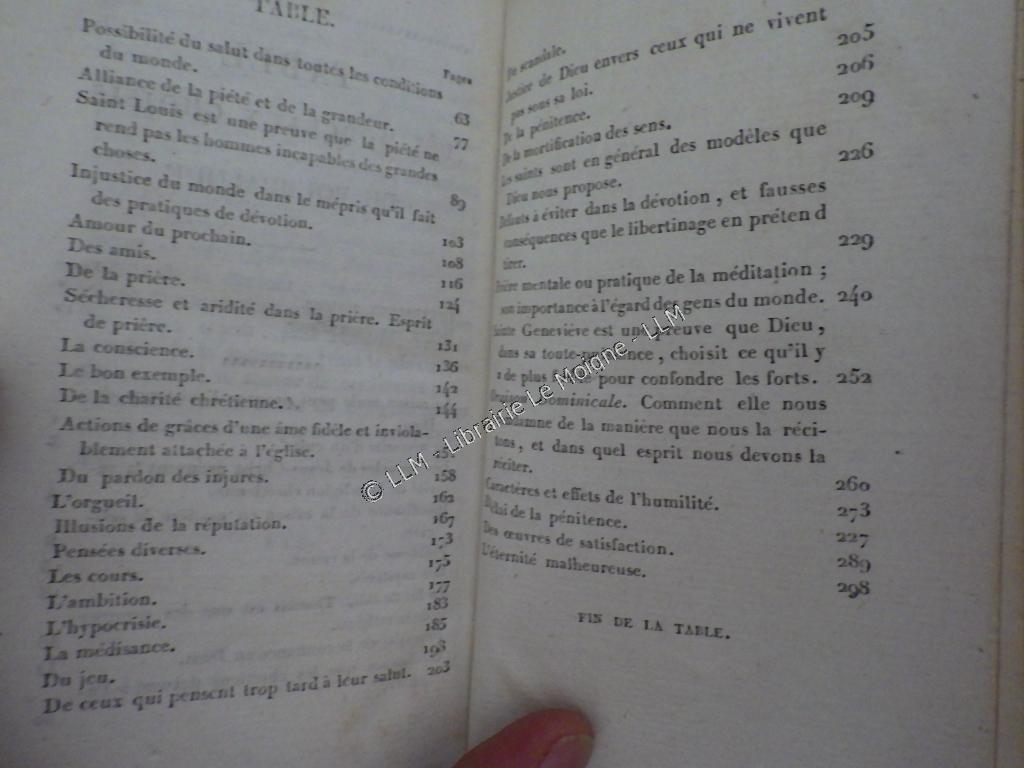 TABLE.
Pages
Possibilité du salut dans toutes les conditions
du monde. 63
Alliance de la piété et de la grandeur. 77
Saint Louis est une preuve que la piété ne
rend pas les hommes incapables des grandes
choses. 89
Injustice du monde dans le mépris qu'il fait
des pratiques de dévotion. 103
Amour du prochain. 108
Des amis. 116
De la prière. 124
Sécheresse et aridité dans la prière. Esprit
de prière. 131
La conscience. 136
Le bon exemple. 142
De la charité chrétienne. 144
Actions de grâces d'une âme fidèle et inviola-
blement attachée à l'église.
Du pardon des injures. 158
L'orgueil. 162
Illusions de la réputation. 167
Pensées diverses. 173
Les cours. 175
L'ambition. 177
L'hypocrisie. 183
La médisance. 185
Du jeu. 193
De ceux qui pensent trop tard à leur salut. 203
Du scandale. 205
Justice de Dieu envers ceux qui ne vivent
pas sous sa loi. 206
De la pénitence. 209
De la mortification des sens. 226
Les saints sont en général des modèles que
Dieu nous propose. 229
Défauts à éviter dans la dévotion, et fausses
conséquences que le libertinage en prétend
tirer.
mentale ou pratique de la méditation ;
son importance à l'égard des gens du monde. 240
Geneviève est une preuve que Dieu,
dans sa toute-puissance, choisit ce qu'il y
a de plus pour confondre les forts. 252
Dominicale. Comment elle nous
condamne de la manière que nous la réci-
tons, et dans quel esprit nous devons la
réciter. 260
Caractères et effets de l'humilité. 273
Délai de la pénitence. 227
Des œuvres de satisfaction. 289
L'éternité malheureuse. 298
FIN DE LA TABLE.
© LLM - Librairie Le Moigne - LLM